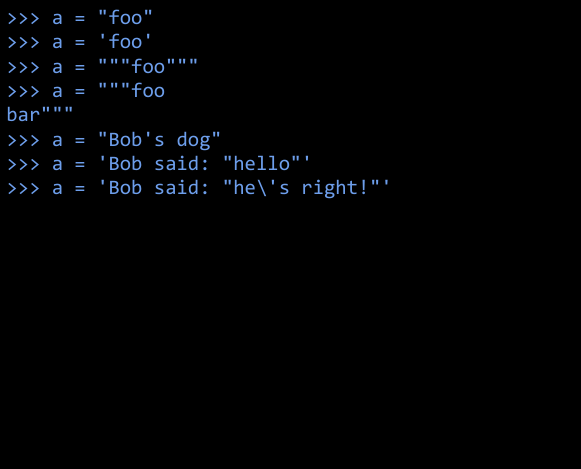 >>> a = "foo"
>>> a = 'foo'
>>> a = """foo"""
>>> a = """foo
bar"""
>>> a = "Bob's dog"
>>> a = 'Bob said: "hello"'
>>> a = 'Bob said: "he\'s right!"'